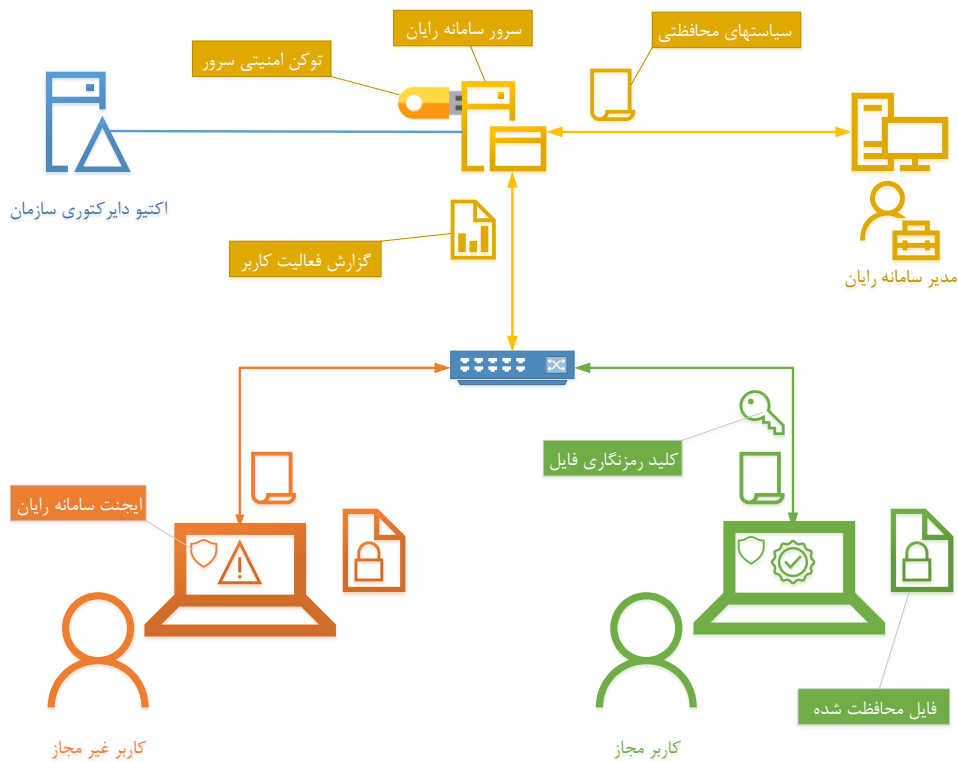 سرور سامانه رایان
سیاستهای محافظتی
توکن امنیتی سرور
اکتیو دایرکتوری سازمان
گزارش فعالیت کاربر
مدیر سامانه رایان
کلید رمزنگاری فایل
ایجنت سامانه رایان
فایل محافظت شده
کاربر مجاز
کاربر غیر مجاز